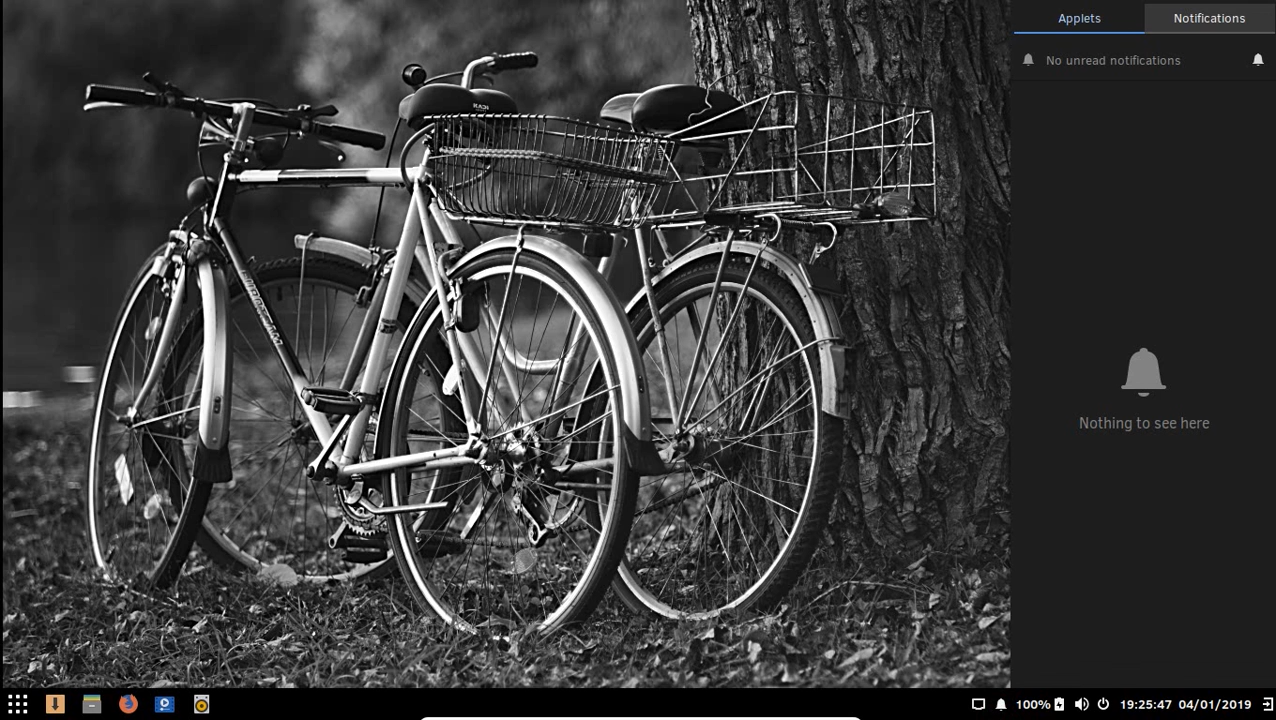 Applets
Notifications
No unread notifications
Nothing to see here
100%
19:25:47
04/01/2019